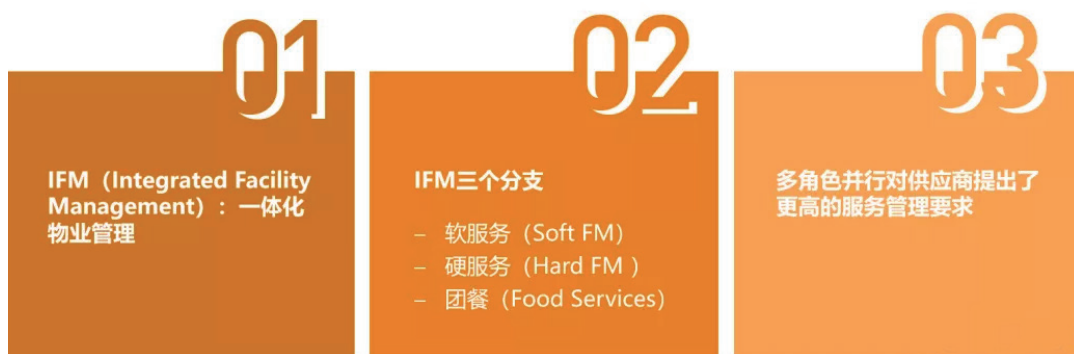 01
IFM（Integrated Facility
Management）：一体化
物业管理
02
IFM三个分支
– 软服务（Soft FM）
– 硬服务（Hard FM ）
– 团餐（Food Services）
03
多角色并行对供应商提出了
更高的服务管理要求